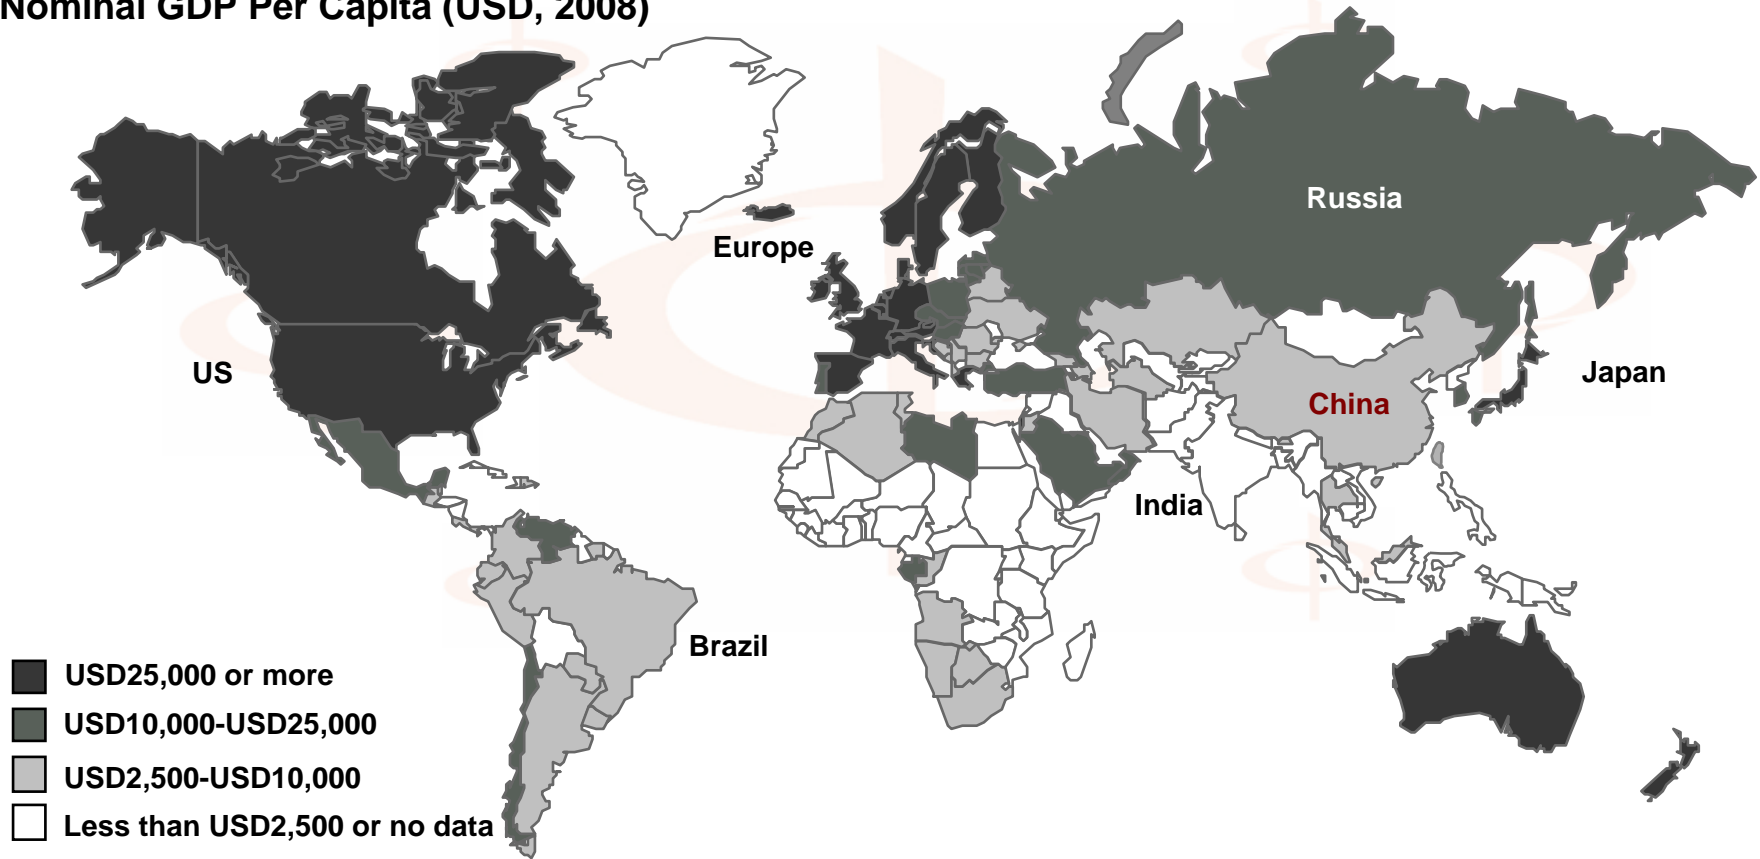 Nominal GDP Per Capita (USD, 2008)
Russia
Europe
US
Japan
China
India
Brazil
USD25,000 or more
USD10,000-USD25,000
USD2,500-USD10,000
Less than USD2,500 or no data